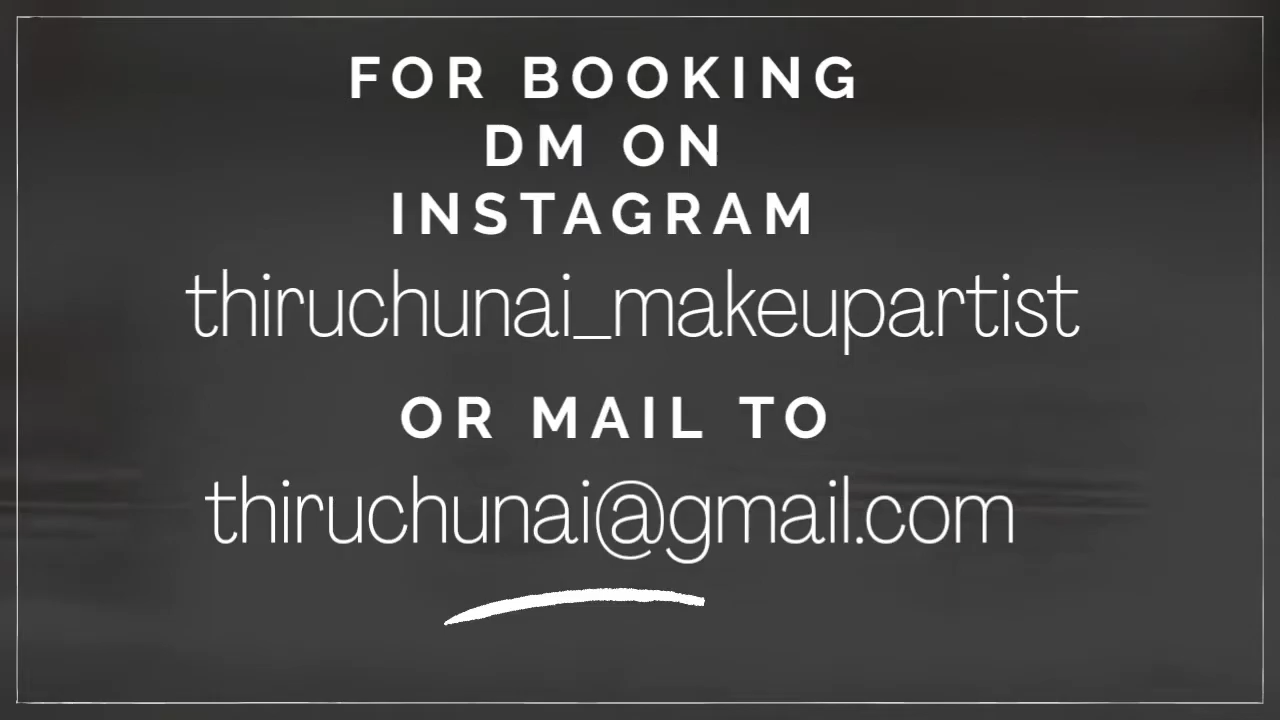 FOR BOOKING
DM ON
INSTAGRAM
thiruchunai_makeupartist
OR MAIL TO
thiruchunai@gmail.com